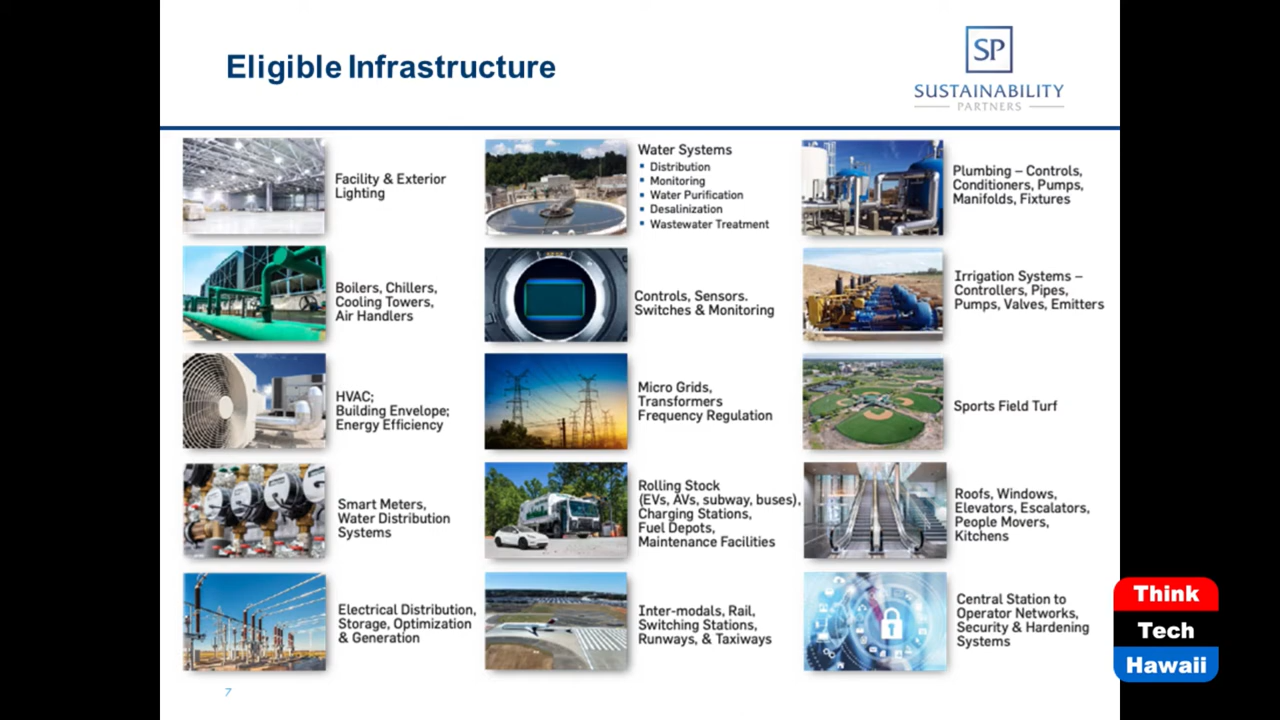 Eligible Infrastructure
SP
SUSTAINABILITY
PARTNERS
Facility & Exterior
Lighting
Water Systems
Distribution
Monitoring
Water Purification
Desalinization
Wastewater Treatment
Plumbing – Controls,
Conditioners, Pumps,
Manifolds, Fixtures
Boilers, Chillers,
Cooling Towers,
Air Handlers
Controls, Sensors.
Switches & Monitoring
Irrigation Systems –
Controllers, Pipes,
Pumps, Valves, Emitters
HVAC;
Building Envelope;
Energy Efficiency
Micro Grids,
Transformers
Frequency Regulation
Sports Field Turf
Smart Meters,
Water Distribution
Systems
Rolling Stock
(EVs, AVs, subway, buses),
Charging Stations,
Fuel Depots,
Maintenance Facilities
Roofs, Windows,
Elevators, Escalators,
People Movers,
Kitchens
Electrical Distribution,
Storage, Optimization
& Generation
Inter-modals, Rail,
Switching Stations,
Runways, & Taxiways
Central Station to
Operator Networks,
Security & Hardening
Systems
7
Think
Tech
Hawaii